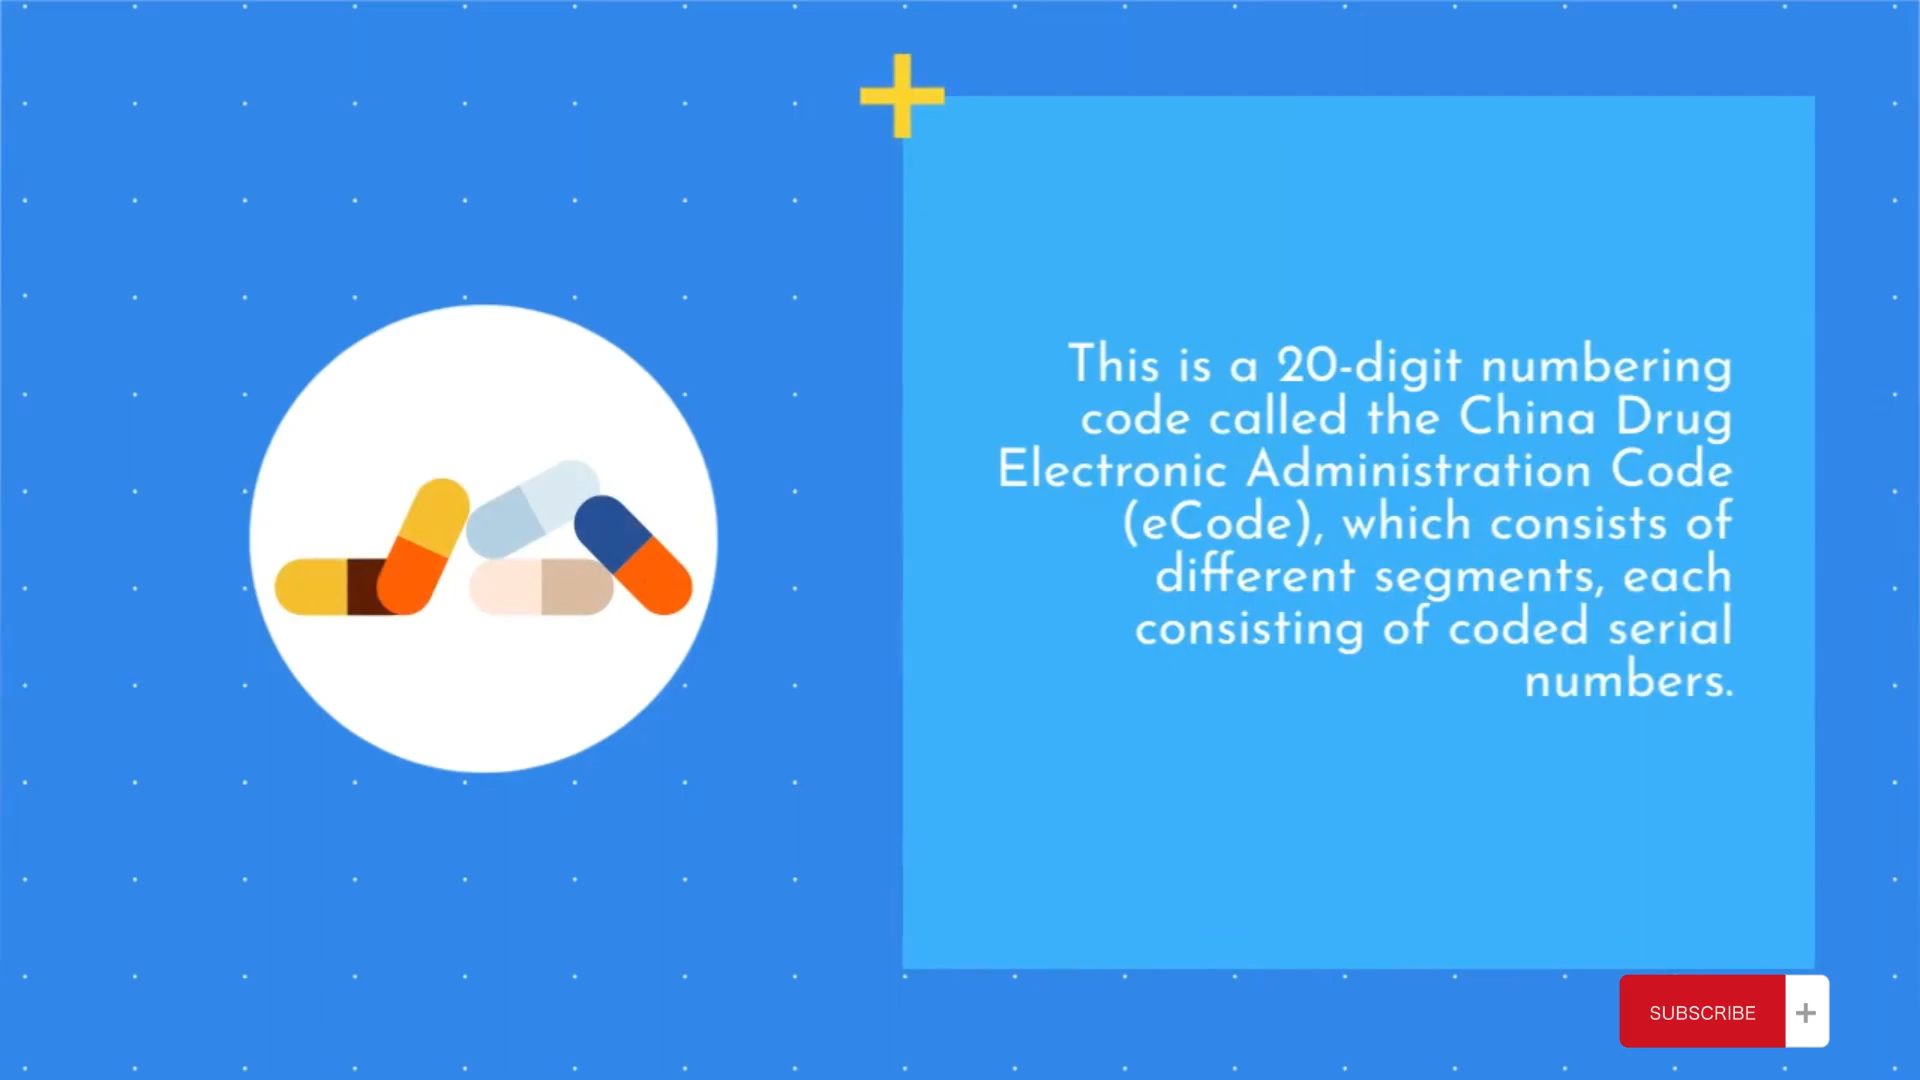 This is a 20-digit numbering
code called the China Drug
Electronic Administration Code
(eCode), which consists of
different segments, each
consisting of coded serial
numbers.
SUBSCRIBE